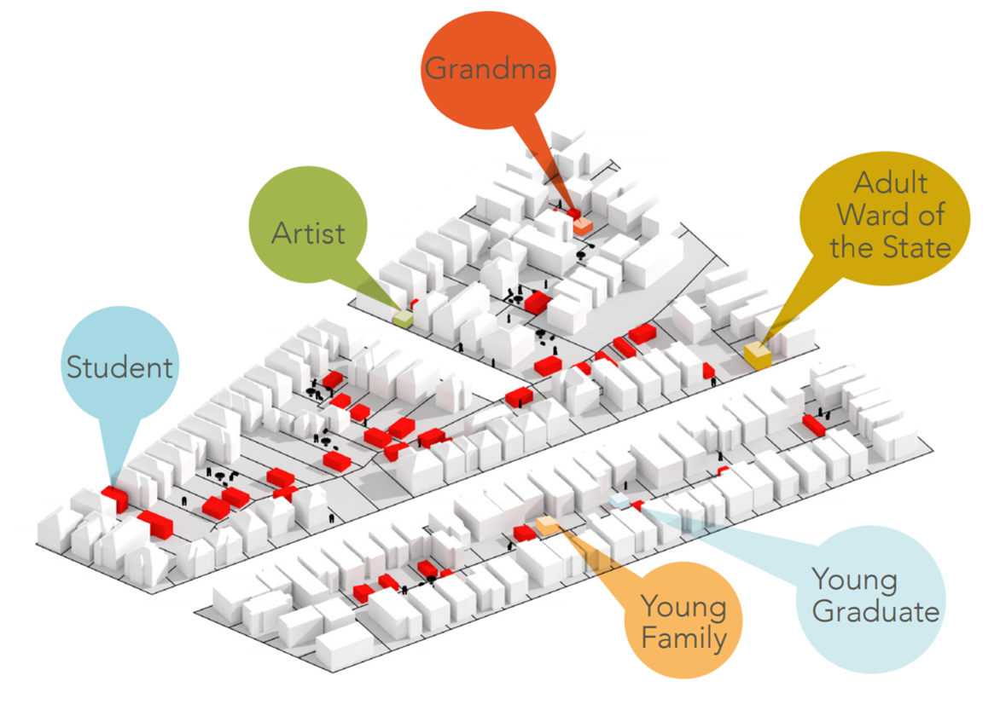 Grandma
Artist
Adult
Ward of
the State
Student
Young
Graduate
Young
Family